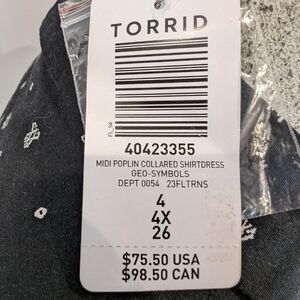 TORRID
FL_34
40423355
MIDI POPLIN COLLARED SHIRTDRESS
GEO-SYMBOLS
DEPT 0054 23FLTRNS
4
4X
26
$75.50 USA
$98.50 CAN